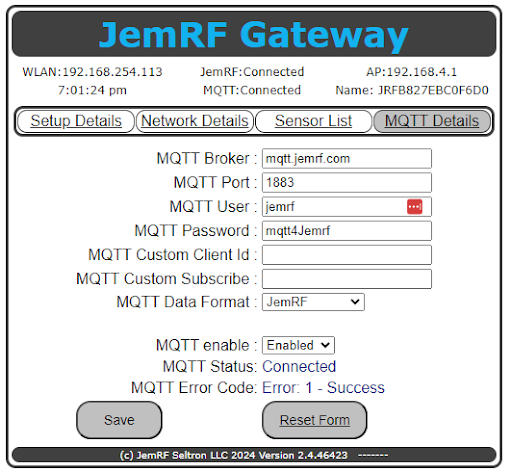 JemRF Gateway
WLAN:192.168.254.113 JemRF:Connected AP:192.168.4.1
7:01:24 pm MQTT:Connected Name: JRFB827EBC0F6D0
Setup Details Network Details Sensor List MQTT Details
MQTT Broker : mqtt.jemrf.com
MQTT Port : 1883
MQTT User : jemrf
MQTT Password : mqtt4Jemrf
MQTT Custom Client Id :
MQTT Custom Subscribe :
MQTT Data Format : JemRF
MQTT enable : Enabled
MQTT Status: Connected
MQTT Error Code: Error: 1 - Success
Save Reset Form
(c) JemRF Seltron LLC 2024 Version 2.4.46423 -------